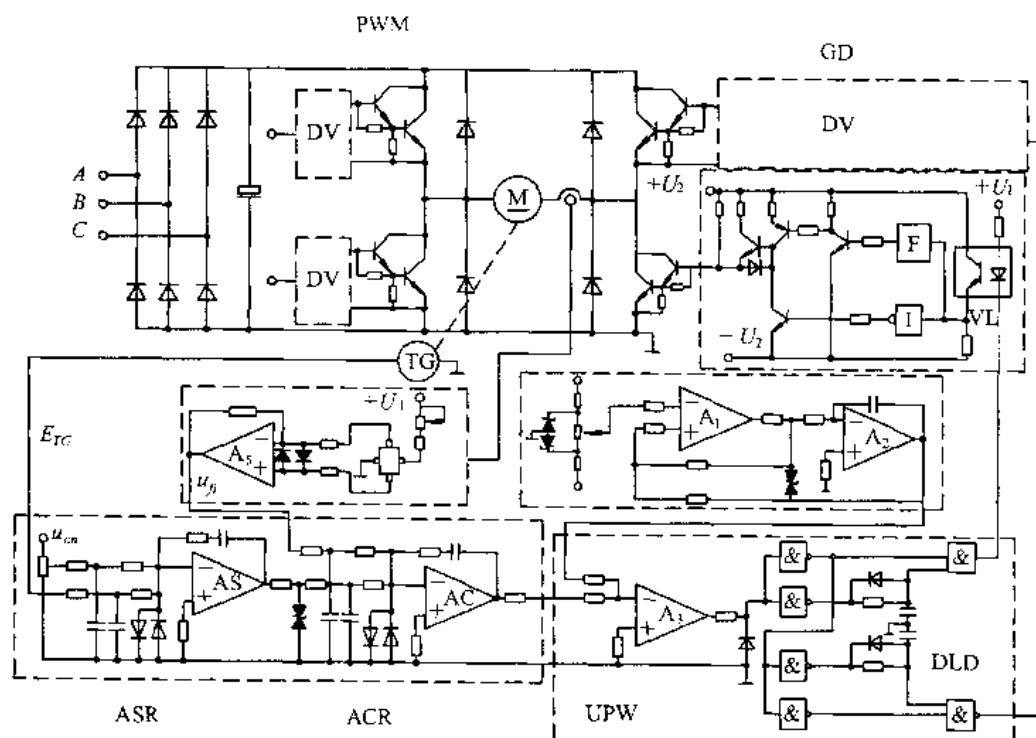 PWM
GD
DV
DV
A
B
C
M
+U₂
+U₁
F
DV
I
VL
− U₂
TG
+U₁
E_TG
A₅
u_fi
A₁
A₂
u_gn
AS
AC
A₃
&
&
&
&
&
&
DLD
ASR
ACR
UPW